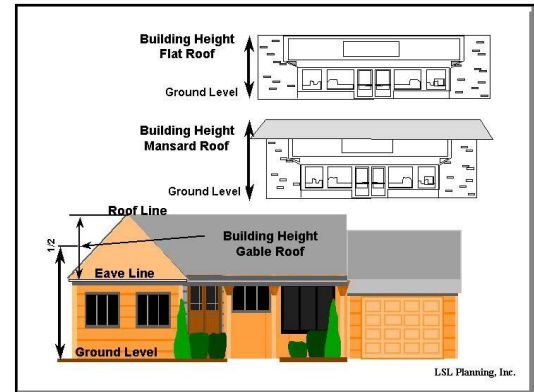 Building Height
Flat Roof
Ground Level
Building Height
Mansard Roof
Ground Level
Roof Line
1/2
Building Height
Gable Roof
Eave Line
Ground Level
LSL Planning, Inc.